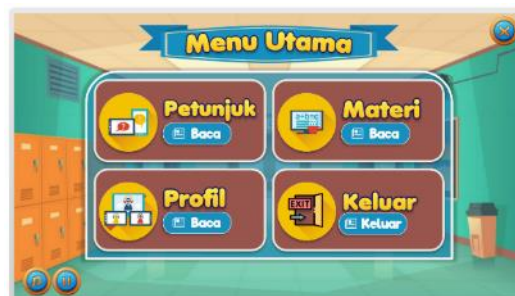 Menu Utama
Petunjuk
Baca
Materi
Baca
Profil
Baca
EXIT
Keluar
Keluar